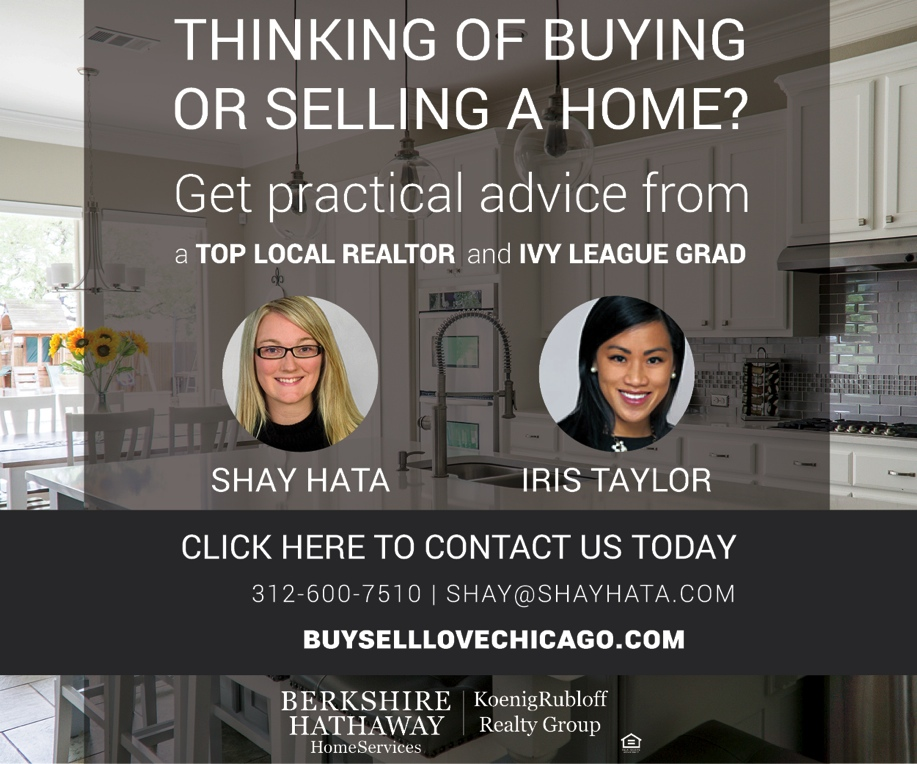 THINKING OF BUYING
OR SELLING A HOME?
Get practical advice from
a TOP LOCAL REALTOR and IVY LEAGUE GRAD
SHAY HATA
IRIS TAYLOR
CLICK HERE TO CONTACT US TODAY
312-600-7510 | SHAY@SHAYHATA.COM
BUYSELLLOVECHICAGO.COM
BERKSHIRE
HATHAWAY
HomeServices
KoenigRubloff
Realty Group